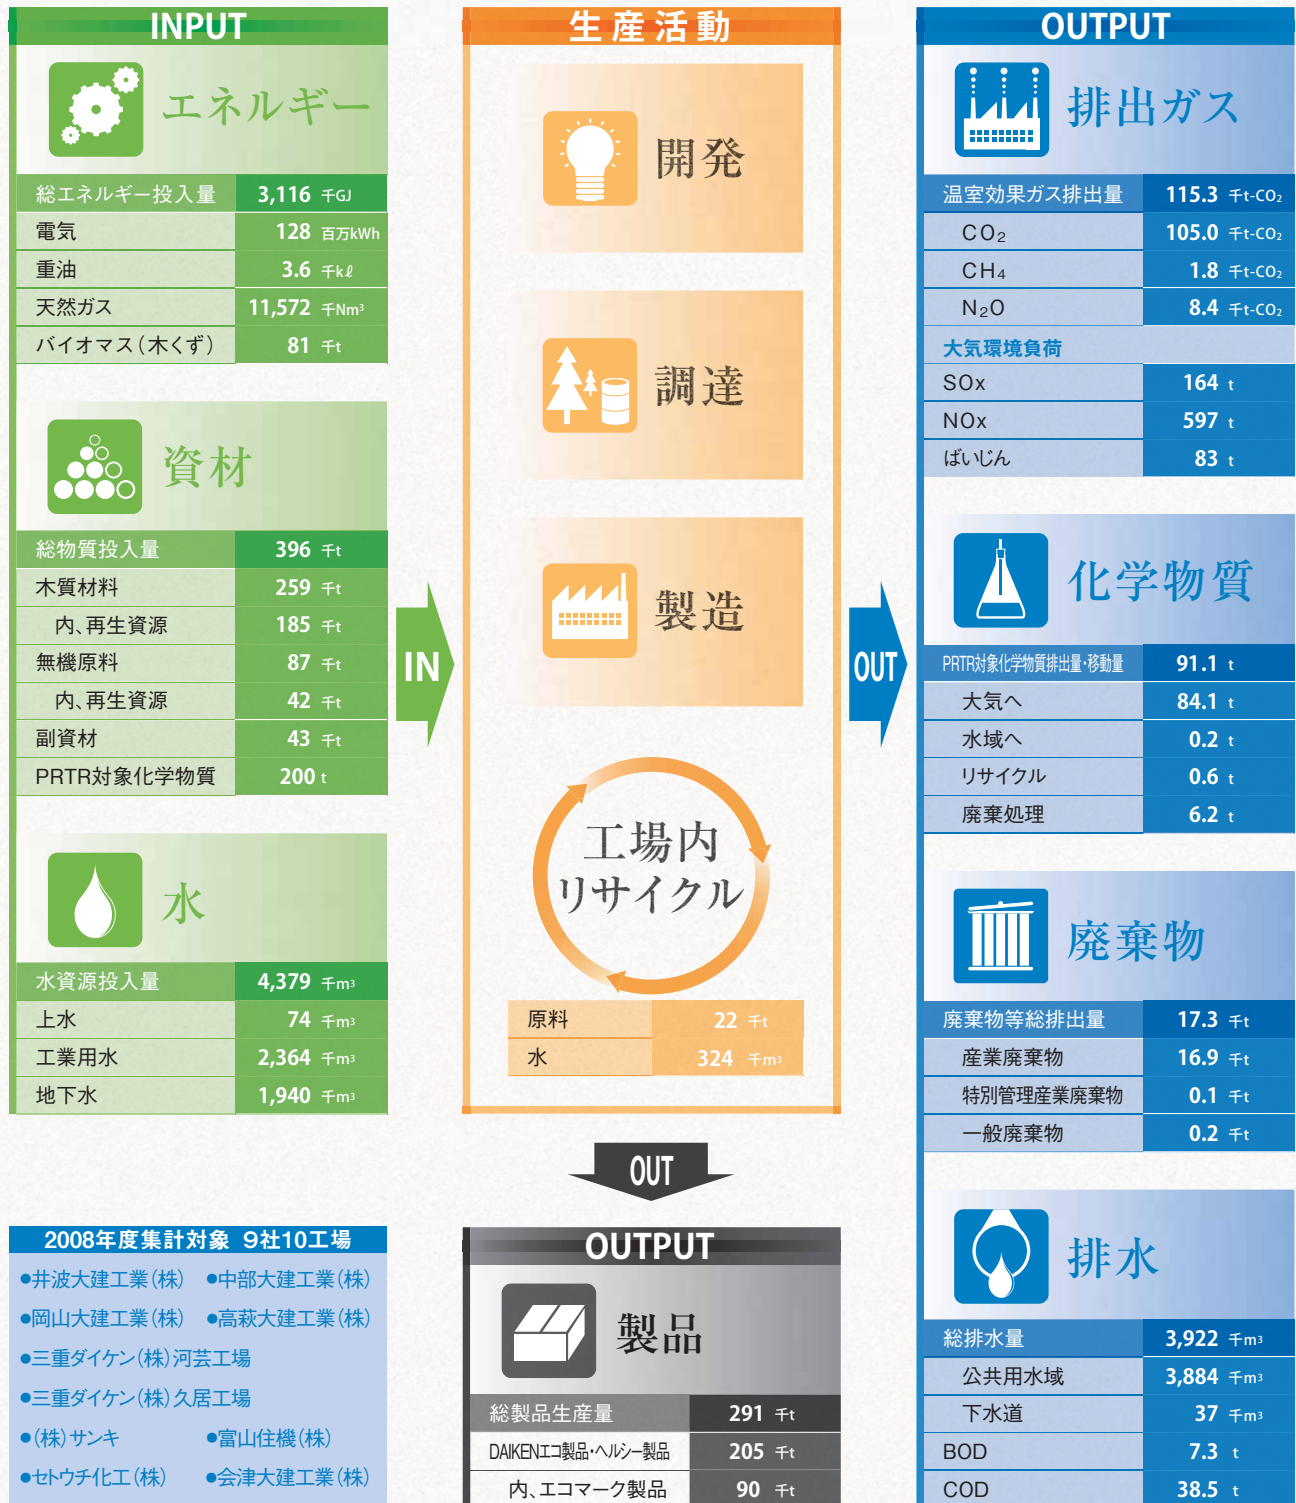 INPUT
エネルギー
総エネルギー投入量 3,116 千GJ
電気 128 百万kWh
重油 3.6 千kℓ
天然ガス 11,572 千Nm³
バイオマス(木くず) 81 千t
資材
総物質投入量 396 千t
木質材料 259 千t
内、再生資源 185 千t
無機原料 87 千t
内、再生資源 42 千t
副資材 43 千t
PRTR対象化学物質 200 t
水
水資源投入量 4,379 千m³
上水 74 千m³
工業用水 2,364 千m³
地下水 1,940 千m³
IN
生産活動
開発
調達
製造
工場内
リサイクル
原料 22 千t
水 324 千m³
OUT
OUTPUT
排出ガス
温室効果ガス排出量 115.3 千t-CO₂
CO₂ 105.0 千t-CO₂
CH₄ 1.8 千t-CO₂
N₂O 8.4 千t-CO₂
大気環境負荷
SOx 164 t
NOx 597 t
ばいじん 83 t
化学物質
PRTR対象化学物質排出量・移動量 91.1 t
大気へ 84.1 t
水域へ 0.2 t
リサイクル 0.6 t
廃棄処理 6.2 t
廃棄物
廃棄物等総排出量 17.3 千t
産業廃棄物 16.9 千t
特別管理産業廃棄物 0.1 千t
一般廃棄物 0.2 千t
排水
総排水量 3,922 千m³
公共用水域 3,884 千m³
下水道 37 千m³
BOD 7.3 t
COD 38.5 t
OUT
OUTPUT
製品
総製品生産量 291 千t
DAIKENエコ製品・ヘルシー製品 205 千t
内、エコマーク製品 90 千t
2008年度集計対象 9社10工場
●井波大建工業(株) ●中部大建工業(株)
●岡山大建工業(株) ●高萩大建工業(株)
●三重ダイケン(株)河芸工場
●三重ダイケン(株)久居工場
●(株)サンキ ●富山住機(株)
●セトウチ化工(株) ●会津大建工業(株)